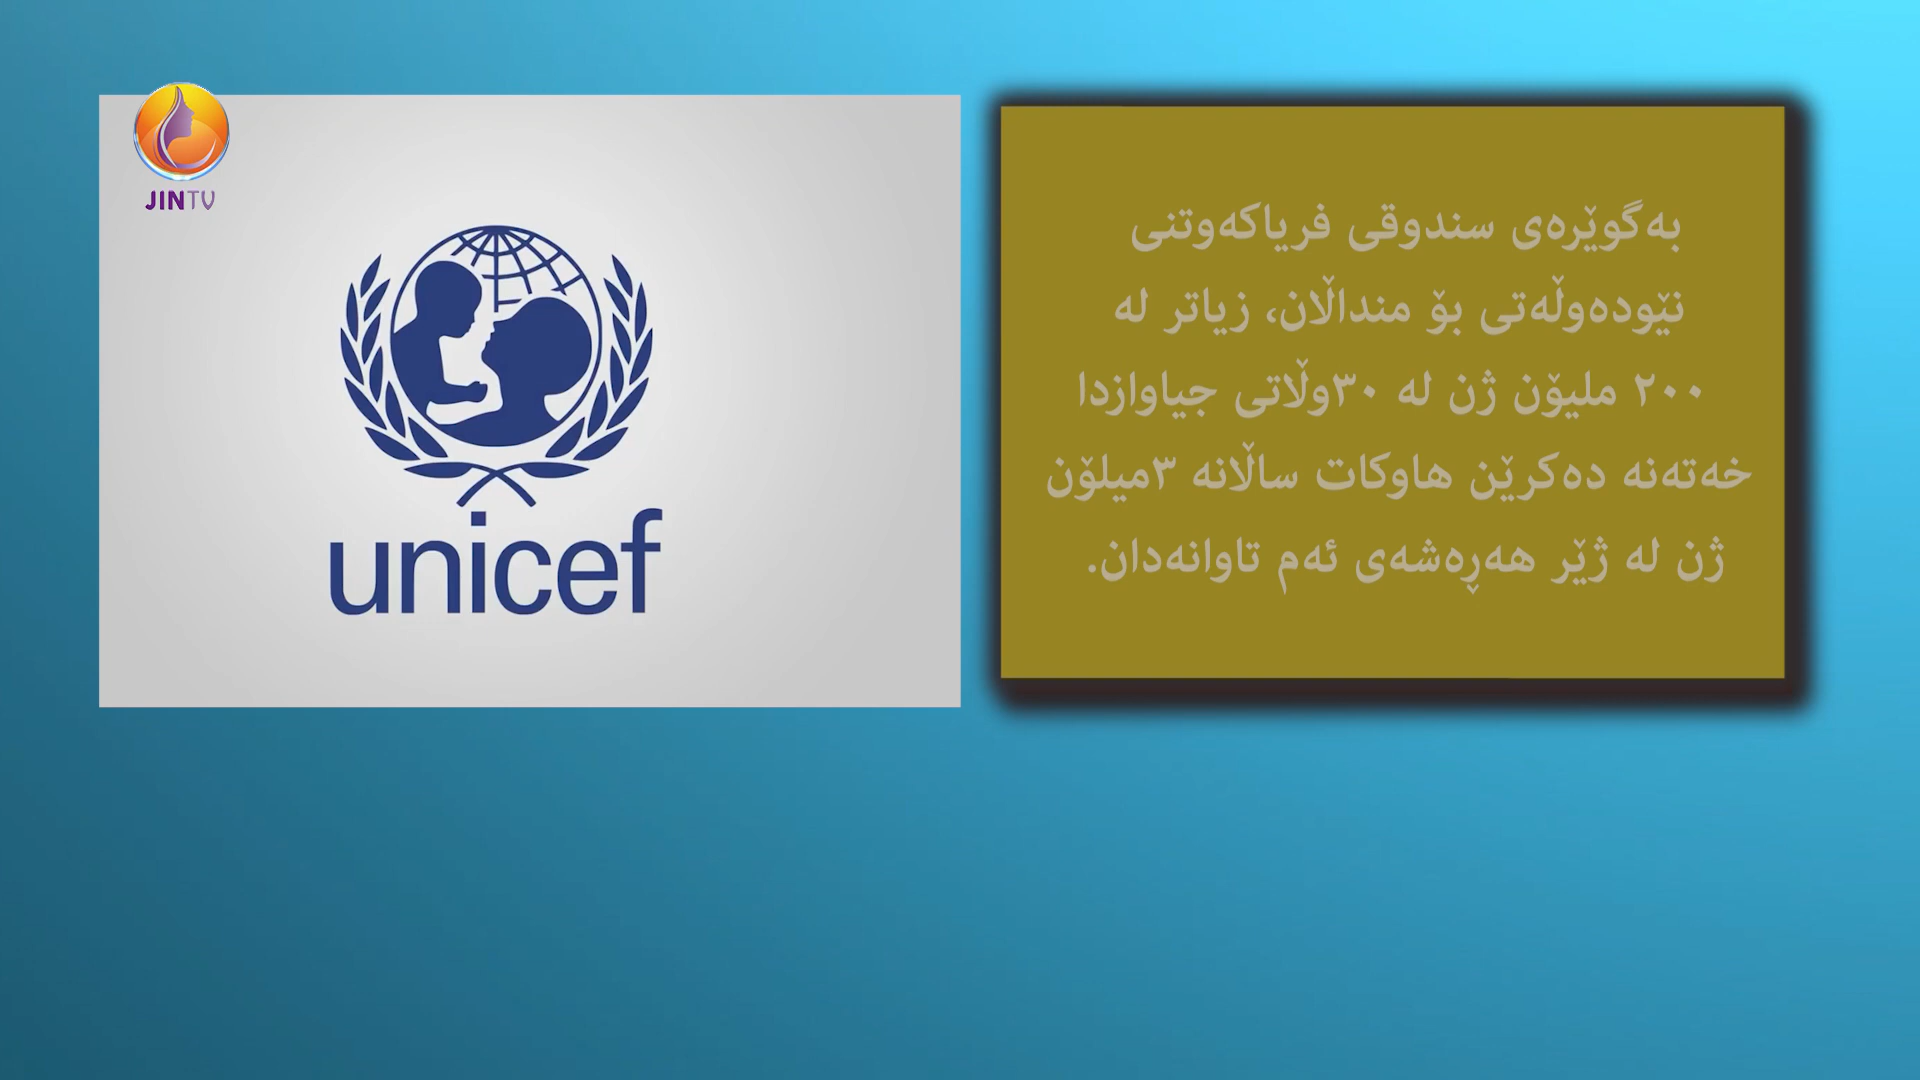 JINTV
unicef
بەگوێرەی سندوقی فریاکەوتنی
نێودەوڵەتی بۆ منداڵان، زیاتر لە
٢٠٠ ملیۆن ژن لە ٣٠وڵاتی جیاوازدا
خەتەنە دەکرێن هاوکات ساڵانە ٣میلۆن
ژن لە ژێر هەڕەشەی ئەم تاوانەدان.